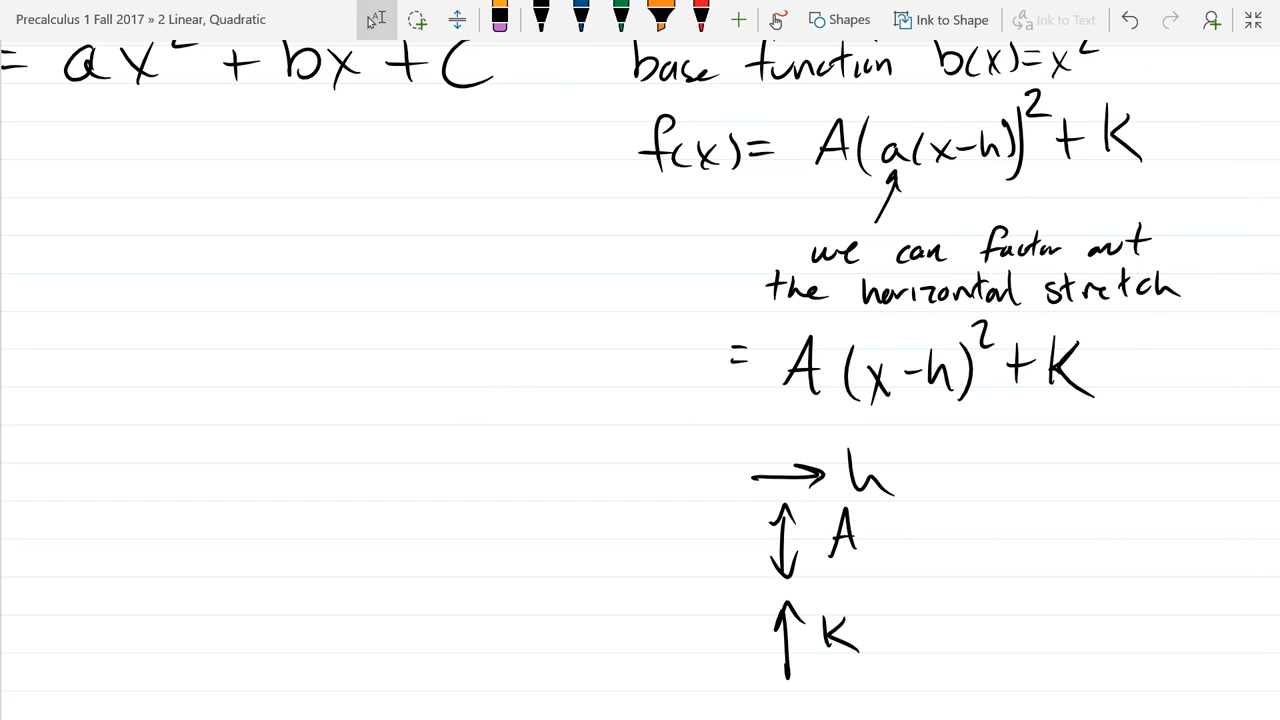 Precalculus 1 Fall 2017 » 2 Linear, Quadratic
Shapes
Ink to Shape
Ink to Text
= ax² + bx + C
base function b(x)=x²
f(x)= A(a(x-h))² + K
we can factor out
the horizontal stretch
= A (x-h)² + K
→ h
↕ A
↑ K